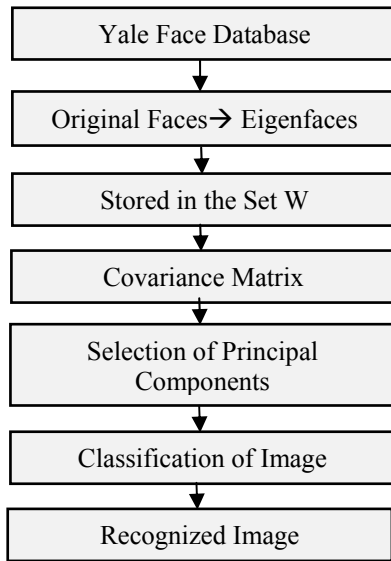 Yale Face Database
Original Faces→ Eigenfaces
Stored in the Set W
Covariance Matrix
Selection of Principal
Components
Classification of Image
Recognized Image